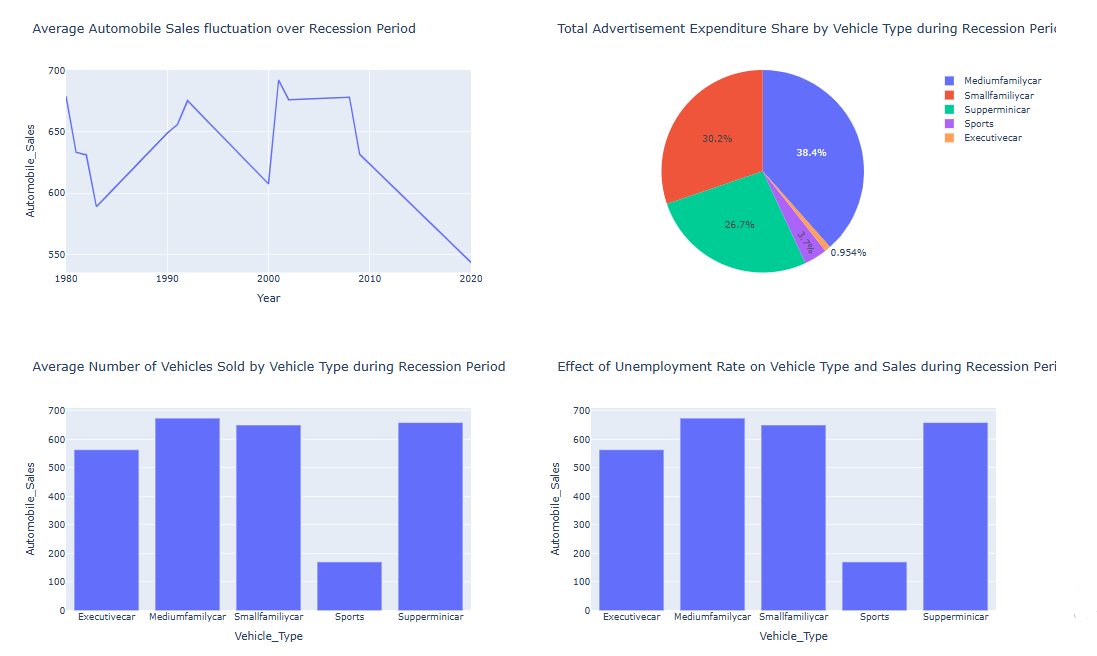 Average Automobile Sales fluctuation over Recession Period
700
650
600
550
Automobile_Sales
1980
1990
2000
2010
2020
Year
Total Advertisement Expenditure Share by Vehicle Type during Recession
38.4%
30.2%
26.7%
3.7%
0.954%
Mediumfamilycar
Smallfamiliycar
Supperminicar
Sports
Executivecar
Average Number of Vehicles Sold by Vehicle Type during Recession Period
700
600
500
400
300
200
100
0
Automobile_Sales
Executivecar
Mediumfamilycar
Smallfamiliycar
Sports
Supperminicar
Vehicle_Type
Effect of Unemployment Rate on Vehicle Type and Sales during Recession Peri
700
600
500
400
300
200
100
0
Automobile_Sales
Executivecar
Mediumfamilycar
Smallfamiliycar
Sports
Supperminicar
Vehicle_Type